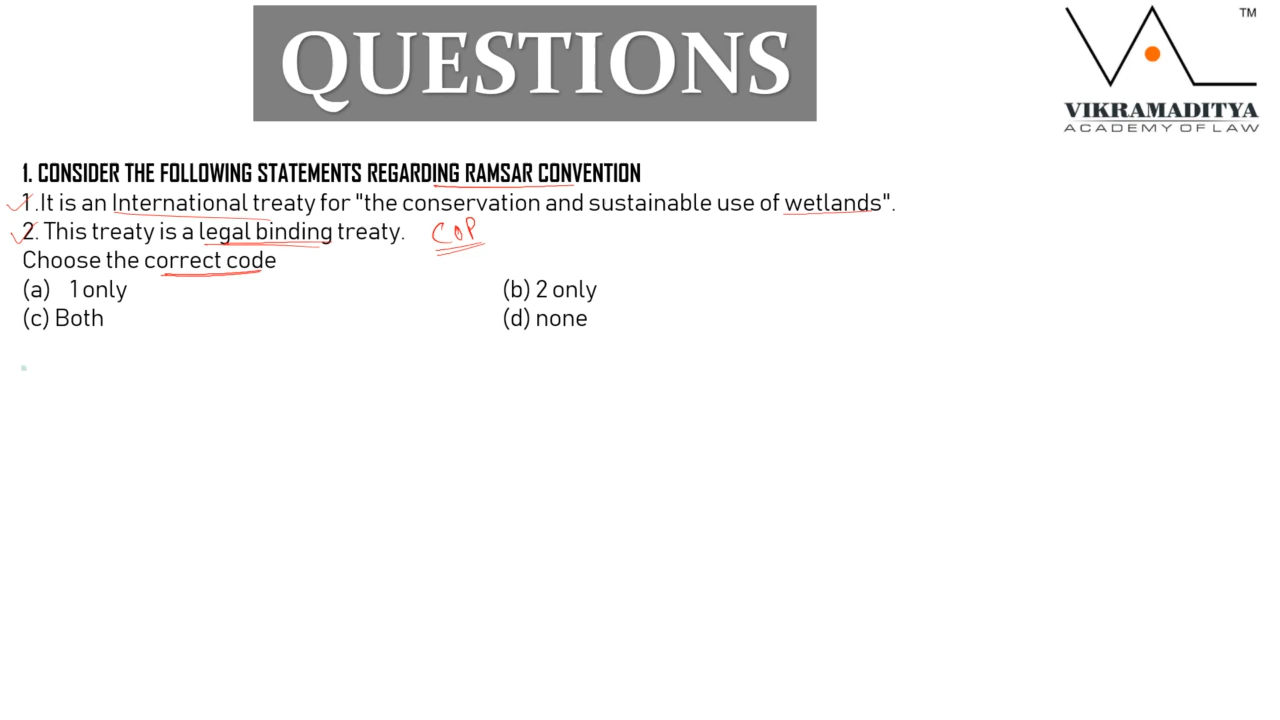 QUESTIONS
TM
VIKRAMADITYA
ACADEMY OF LAW
1. CONSIDER THE FOLLOWING STATEMENTS REGARDING RAMSAR CONVENTION
1.It is an International treaty for "the conservation and sustainable use of wetlands".
2. This treaty is a legal binding treaty. COP
Choose the correct code
(a) 1 only (b) 2 only
(c) Both (d) none